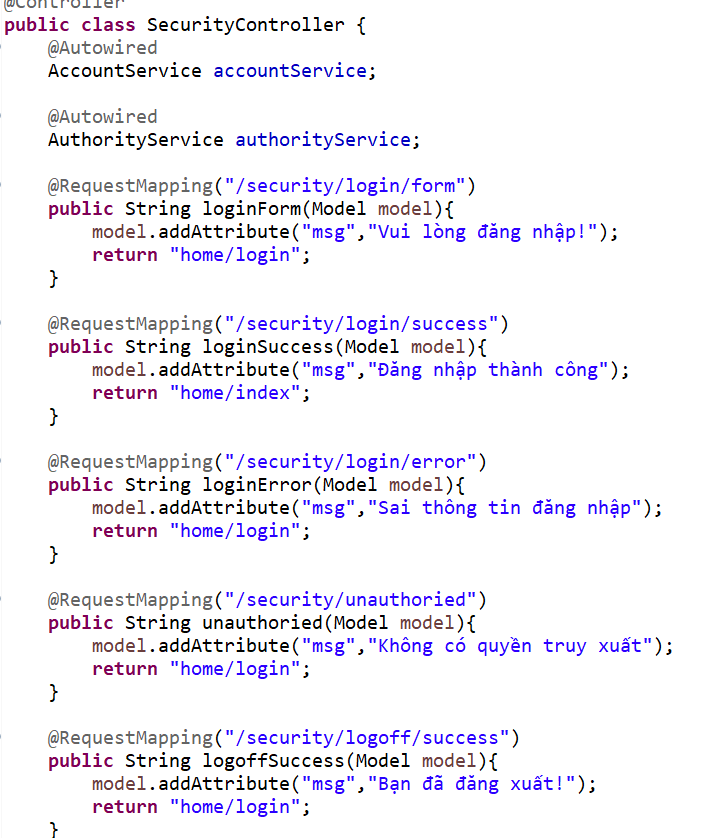 @Controller
public class SecurityController {
@Autowired
AccountService accountService;
@Autowired
AuthorityService authorityService;
@RequestMapping("/security/login/form")
public String loginForm(Model model){
model.addAttribute("msg","Vui lòng đăng nhập!");
return "home/login";
}
@RequestMapping("/security/login/success")
public String loginSuccess(Model model){
model.addAttribute("msg","Đăng nhập thành công");
return "home/index";
}
@RequestMapping("/security/login/error")
public String loginError(Model model){
model.addAttribute("msg","Sai thông tin đăng nhập");
return "home/login";
}
@RequestMapping("/security/unauthoried")
public String unauthoried(Model model){
model.addAttribute("msg","Không có quyền truy xuất");
return "home/login";
}
@RequestMapping("/security/logoff/success")
public String logoffSuccess(Model model){
model.addAttribute("msg","Bạn đã đăng xuất!");
return "home/login";
}